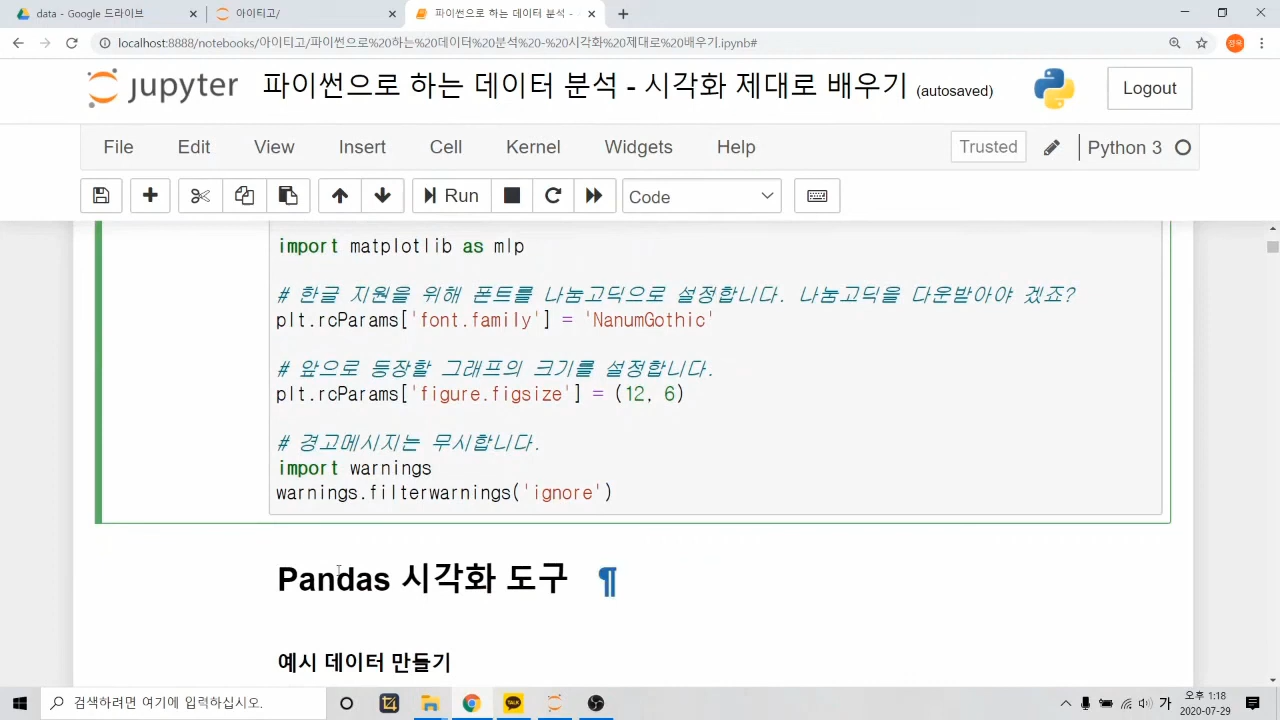 data - Google 드라이브
아이티고/
파이썬으로 하는 데이터 분석 -
localhost:8888/notebooks/아이티고/파이썬으로%20하는%20데이터%20분석%20-%20시각화%20제대로%20배우기.ipynb#
정욱
jupyter 파이썬으로 하는 데이터 분석 - 시각화 제대로 배우기 (autosaved)
Logout
File Edit View Insert Cell Kernel Widgets Help Trusted Python 3
Run Code
import matplotlib as mlp
# 한글 지원을 위해 폰트를 나눔고딕으로 설정합니다. 나눔고딕을 다운받아야 겠죠?
plt.rcParams['font.family'] = 'NanumGothic'
# 앞으로 등장할 그래프의 크기를 설정합니다.
plt.rcParams['figure.figsize'] = (12, 6)
# 경고메시지는 무시합니다.
import warnings
warnings.filterwarnings('ignore')
Pandas 시각화 도구 ¶
예시 데이터 만들기
검색하려면 여기에 입력하십시오.
TALK
가
오후 1:18
2020-07-29